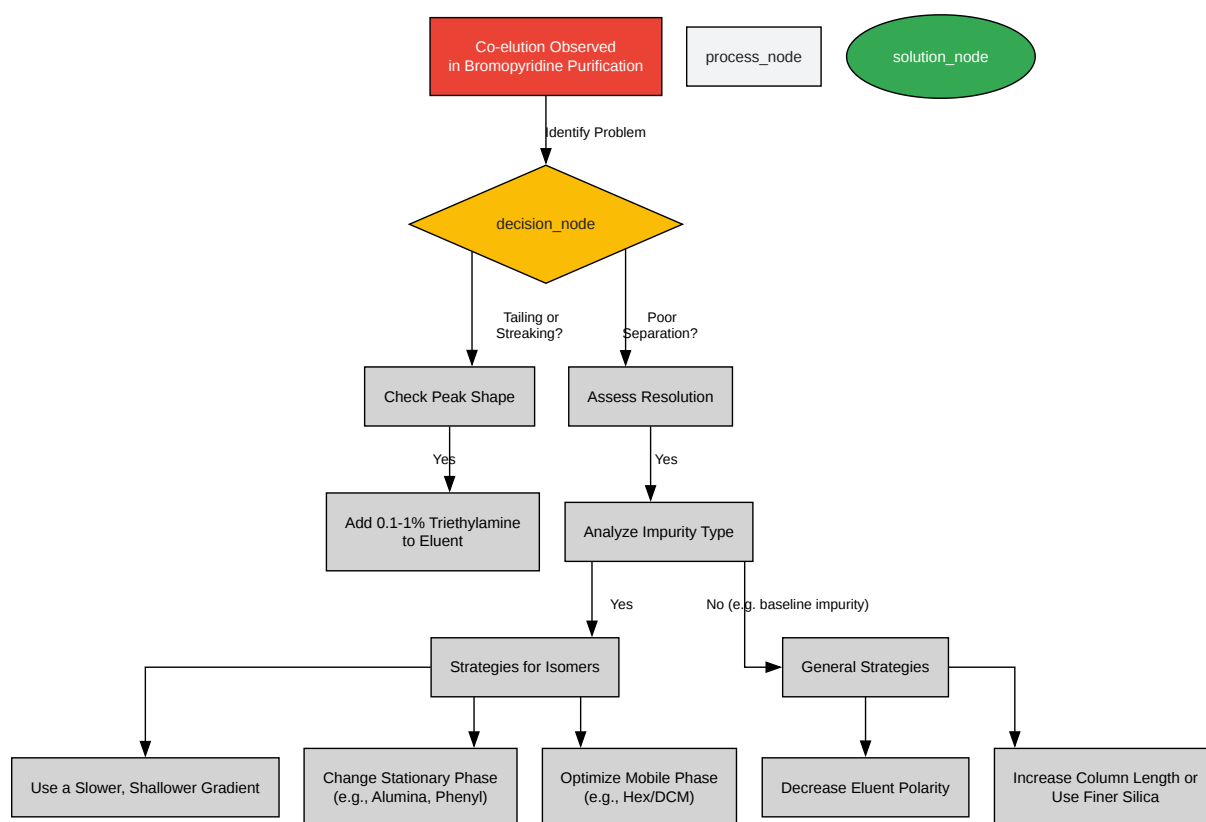 Co-elution Observed
in Bromopyridine Purification
process_node
solution_node
Identify Problem
decision_node
Tailing or
Streaking?
Poor
Separation?
Check Peak Shape
Assess Resolution
Yes
Yes
Add 0.1-1% Triethylamine
to Eluent
Analyze Impurity Type
Yes
No (e.g. baseline impurity)
Strategies for Isomers
General Strategies
Use a Slower, Shallower Gradient
Change Stationary Phase
(e.g., Alumina, Phenyl)
Optimize Mobile Phase
(e.g., Hex/DCM)
Decrease Eluent Polarity
Increase Column Length or
Use Finer Silica